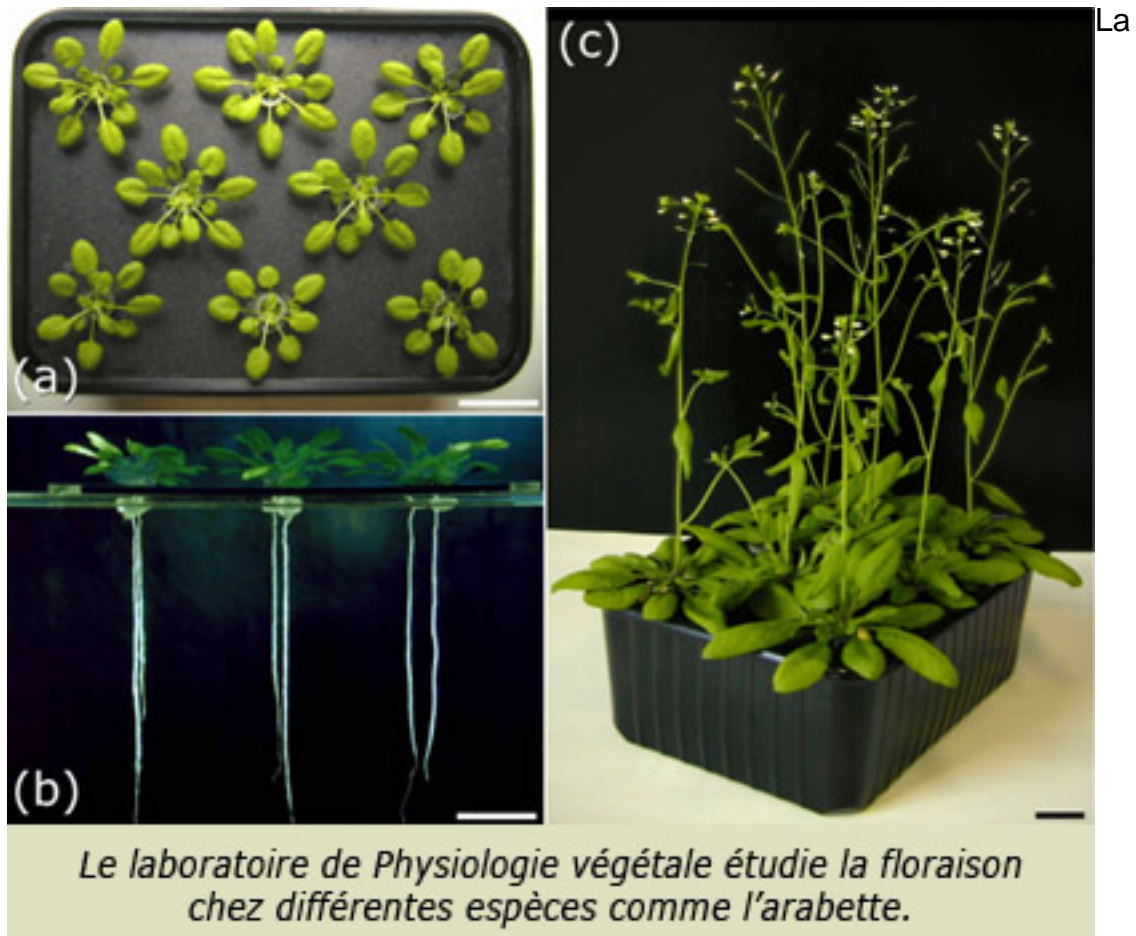 (a)
(c)
La
(b)
Le laboratoire de Physiologie végétale étudie la floraison
chez différentes espèces comme l'arabette.